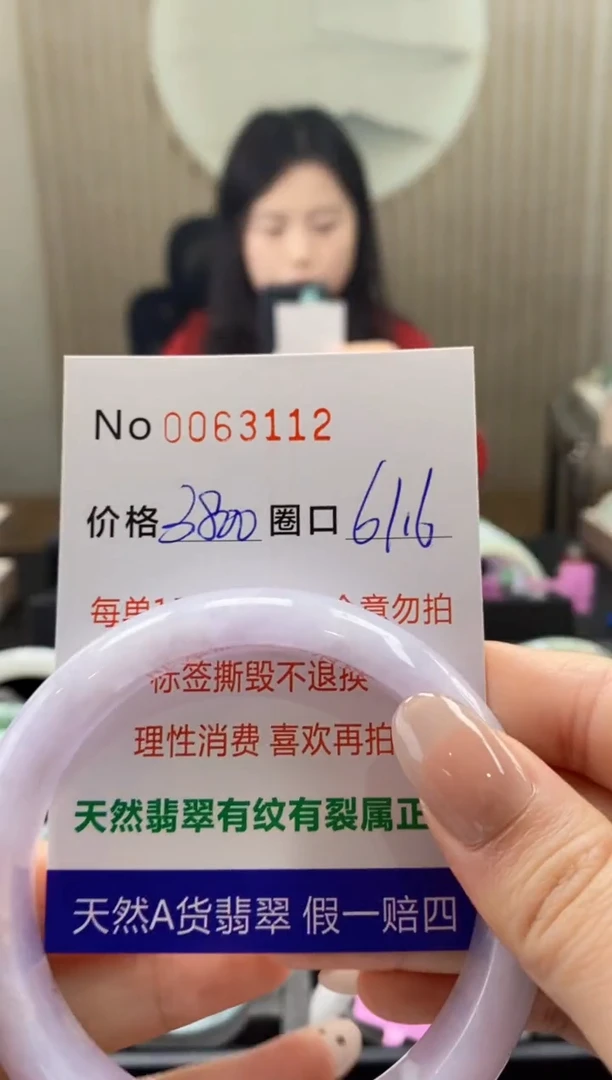 No 0063112
价格 3800 圈口 61.6
每单 勿拍
标签撕毁不退换
理性消费 喜欢再拍
天然翡翠有纹有裂属正
天然A货翡翠 假一赔四